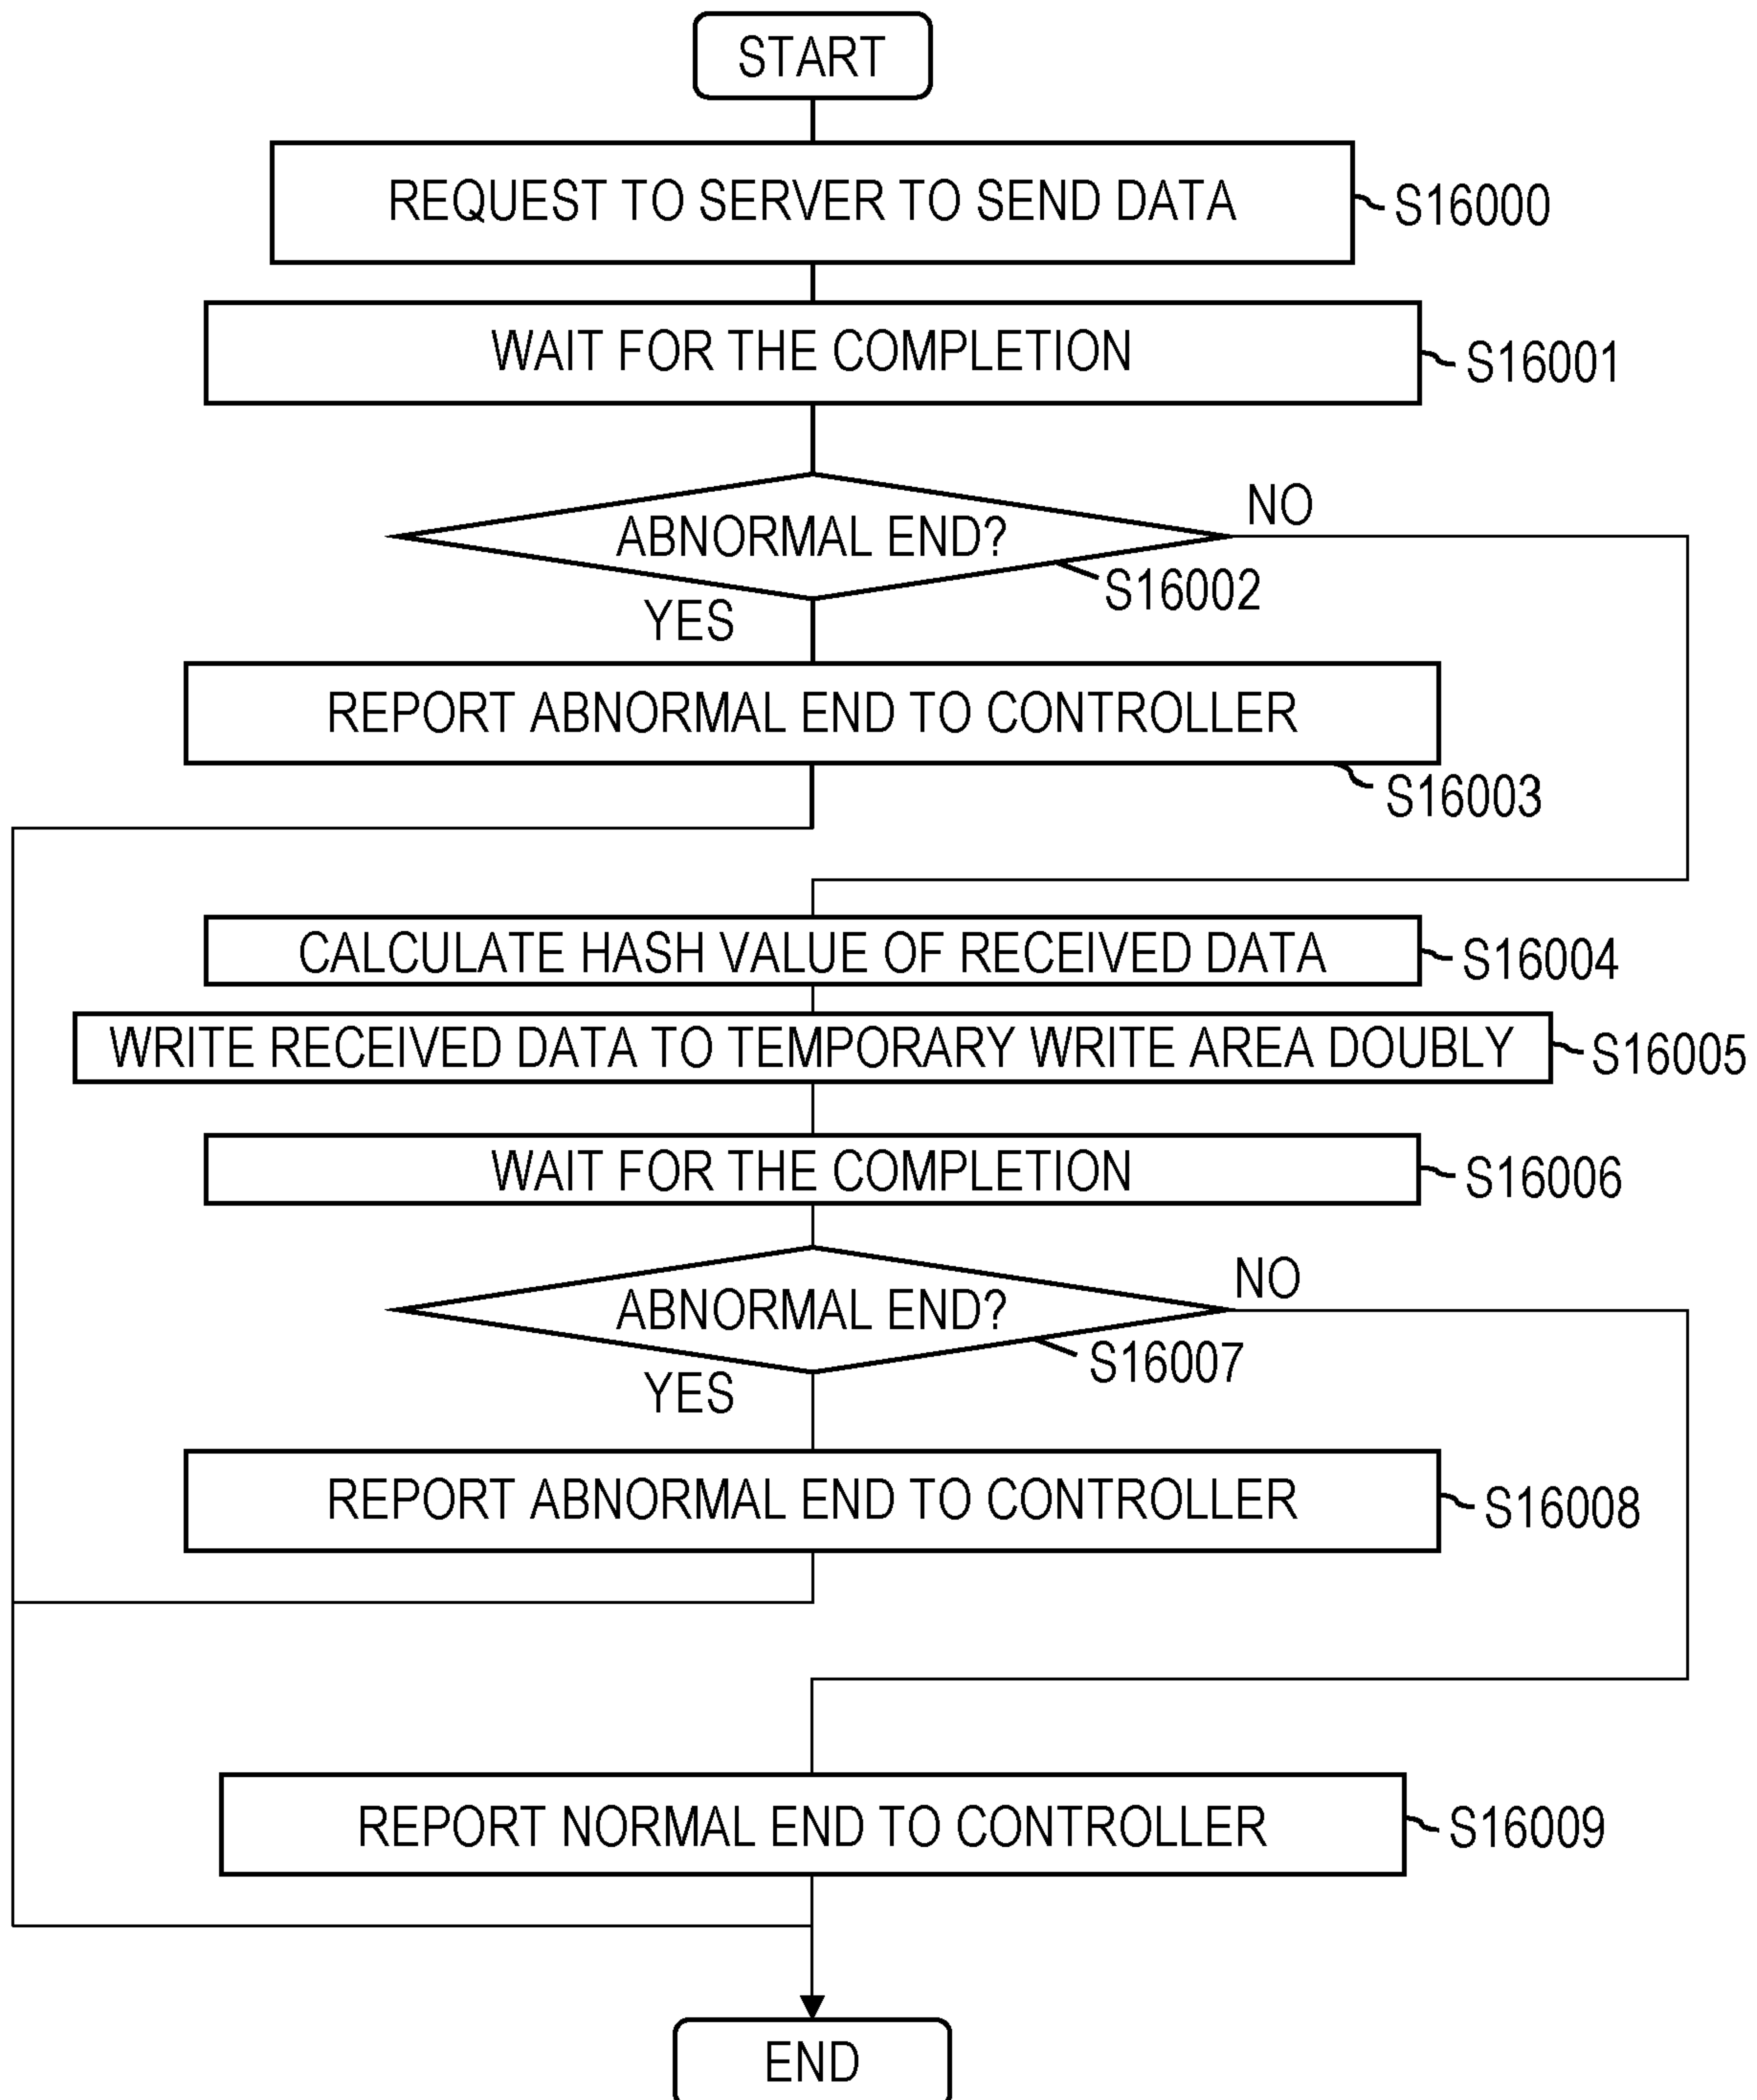 START
REQUEST TO SERVER TO SEND DATA
S16000
WAIT FOR THE COMPLETION
S16001
ABNORMAL END?
NO
S16002
YES
REPORT ABNORMAL END TO CONTROLLER
S16003
CALCULATE HASH VALUE OF RECEIVED DATA
S16004
WRITE RECEIVED DATA TO TEMPORARY WRITE AREA DOUBLY
S16005
WAIT FOR THE COMPLETION
S16006
ABNORMAL END?
NO
S16007
YES
REPORT ABNORMAL END TO CONTROLLER
S16008
REPORT NORMAL END TO CONTROLLER
S16009
END